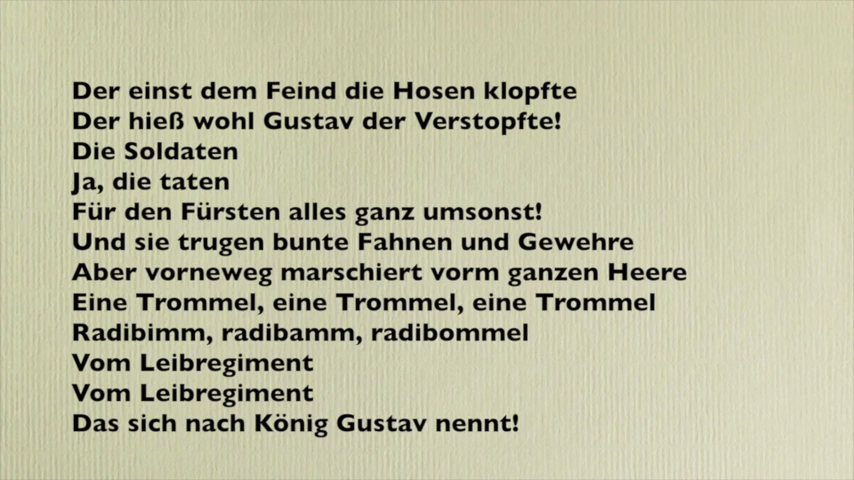 Der einst dem Feind die Hosen klopfte
Der hieß wohl Gustav der Verstopfte!
Die Soldaten
Ja, die taten
Für den Fürsten alles ganz umsonst!
Und sie trugen bunte Fahnen und Gewehre
Aber vorneweg marschiert vorm ganzen Heere
Eine Trommel, eine Trommel, eine Trommel
Radibimm, radibamm, radibommel
Vom Leibregiment
Vom Leibregiment
Das sich nach König Gustav nennt!